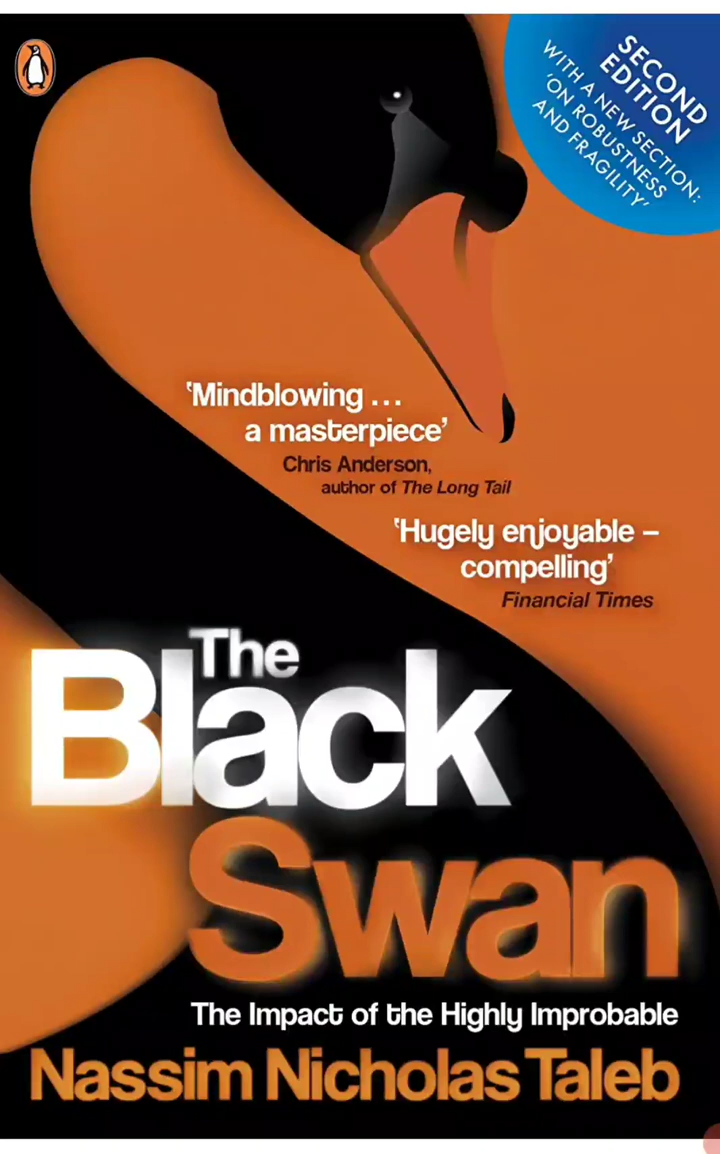 SECOND
EDITION
WITH A NEW SECTION:
'ON ROBUSTNESS
AND FRAGILITY'
'Mindblowing ...
a masterpiece'
Chris Anderson,
author of The Long Tail
'Hugely enjoyable –
compelling'
Financial Times
The
Black
Swan
The Impact of the Highly Improbable
Nassim Nicholas Taleb